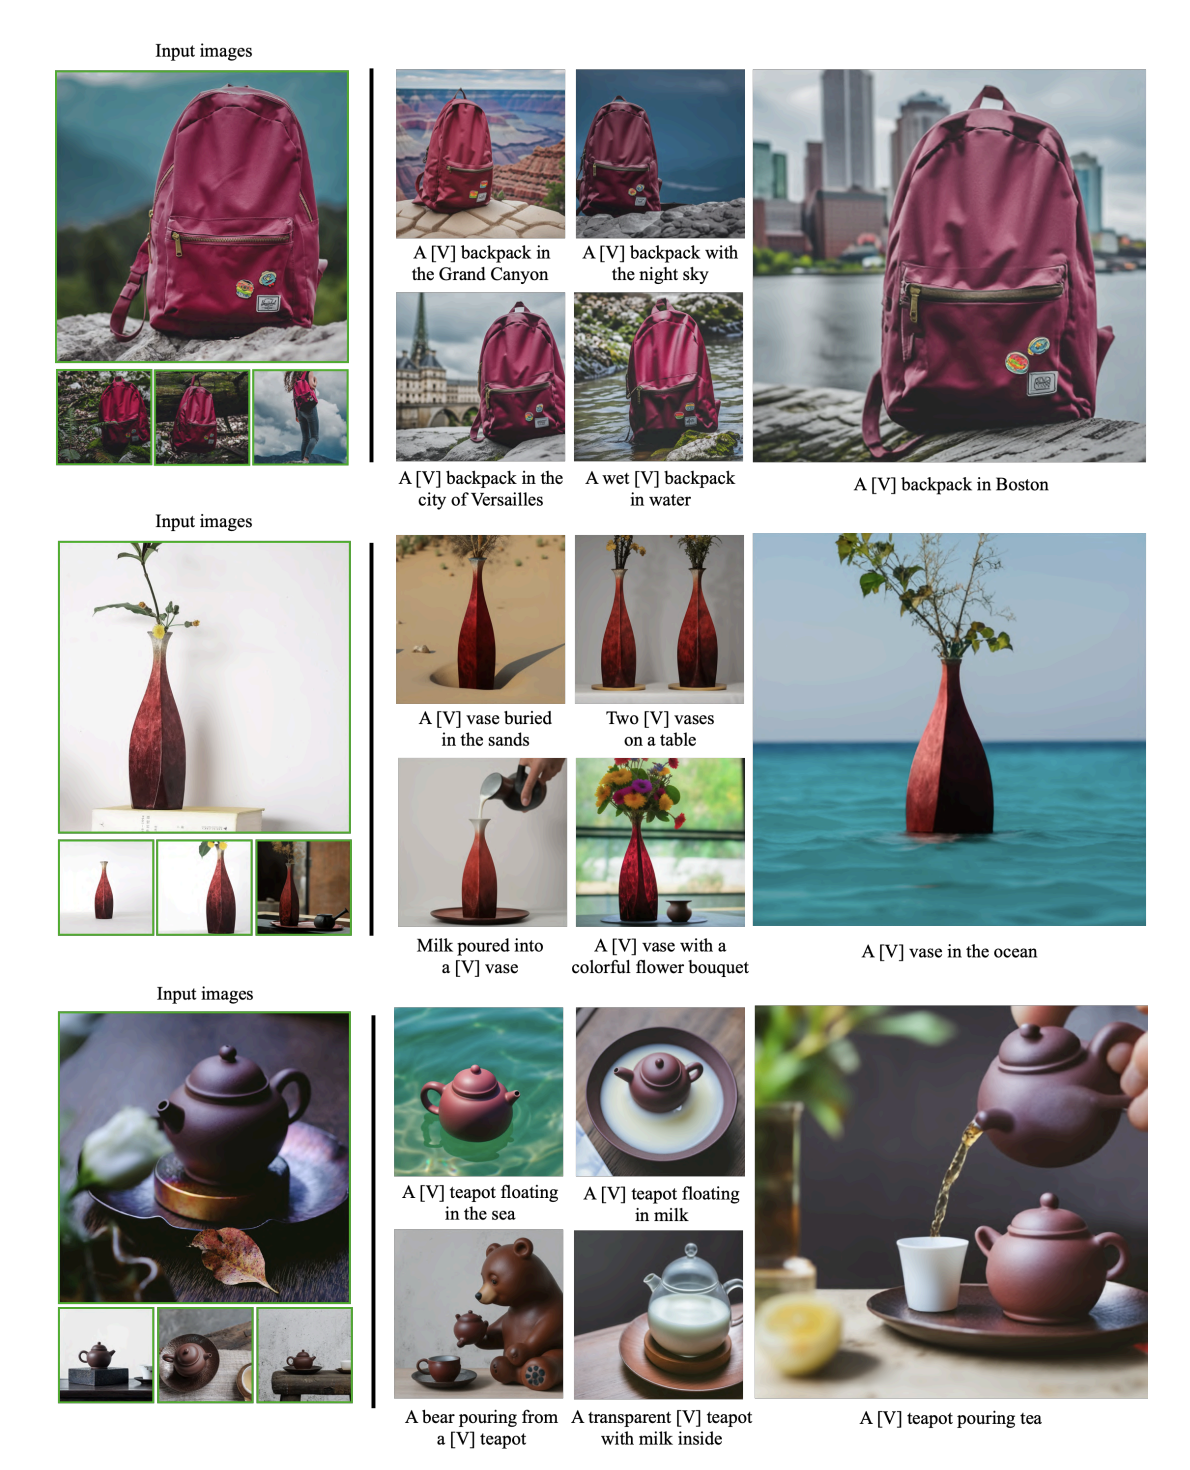 Input images
A [V] backpack in
the Grand Canyon
A [V] backpack with
the night sky
A [V] backpack in the
city of Versailles
A wet [V] backpack
in water
A [V] backpack in Boston
Input images
A [V] vase buried
in the sands
Two [V] vases
on a table
Milk poured into
a [V] vase
A [V] vase with a
colorful flower bouquet
A [V] vase in the ocean
Input images
A [V] teapot floating
in the sea
A [V] teapot floating
in milk
A bear pouring from
a [V] teapot
A transparent [V] teapot
with milk inside
A [V] teapot pouring tea